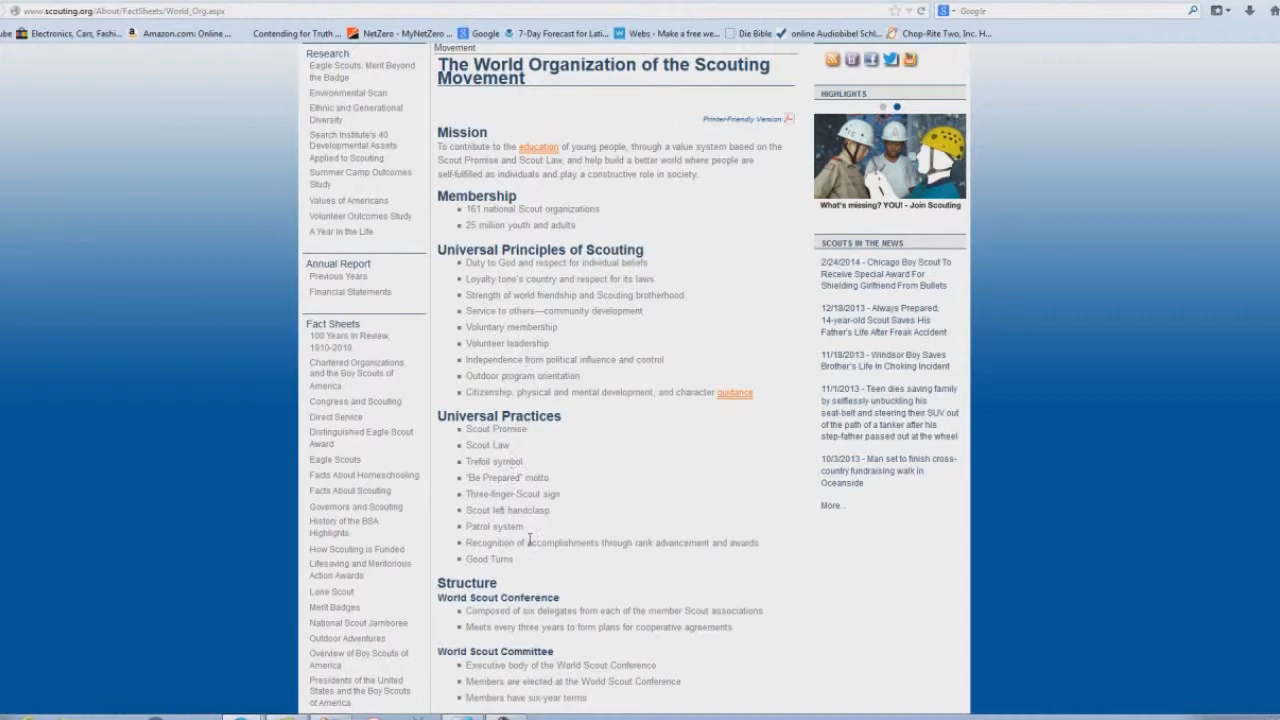 www.scouting.org/About/FactSheets/World_Org.aspx
Google
Electronics, Cars, Fashi...
Amazon.com: Online ...
Contending for Truth ...
NetZero - MyNetZero ...
Google
7-Day Forecast for Lati...
Webs - Make a free we...
Die Bible
online Audiobibel Schl...
Chop-Rite Two, Inc. H...
Research
Eagle Scouts: Merit Beyond
the Badge
Environmental Scan
Ethnic and Generational
Diversity
Search Institute's 40
Developmental Assets
Applied to Scouting
Summer Camp Outcomes
Study
Values of Americans
Volunteer Outcomes Study
A Year in the Life
Annual Report
Previous Years
Financial Statements
Fact Sheets
100 Years In Review,
1910-2010
Chartered Organizations
and the Boy Scouts of
America
Congress and Scouting
Direct Service
Distinguished Eagle Scout
Award
Eagle Scouts
Facts About Homeschooling
Facts About Scouting
Governors and Scouting
History of the BSA
Highlights
How Scouting is Funded
Lifesaving and Meritorious
Action Awards
Lone Scout
Merit Badges
National Scout Jamboree
Outdoor Adventures
Overview of Boy Scouts of
America
Presidents of the United
States and the Boy Scouts
of America
Movement
The World Organization of the Scouting
Movement
Printer-Friendly Version
Mission
To contribute to the education of young people, through a value system based on the
Scout Promise and Scout Law, and help build a better world where people are
self-fulfilled as individuals and play a constructive role in society.
Membership
161 national Scout organizations
25 million youth and adults
Universal Principles of Scouting
Duty to God and respect for individual beliefs
Loyalty tone's country and respect for its laws
Strength of world friendship and Scouting brotherhood
Service to others—community development
Voluntary membership
Volunteer leadership
Independence from political influence and control
Outdoor program orientation
Citizenship, physical and mental development, and character guidance
Universal Practices
Scout Promise
Scout Law
Trefoil symbol
"Be Prepared" motto
Three-finger-Scout sign
Scout left handclasp
Patrol system
Recognition of accomplishments through rank advancement and awards
Good Turns
Structure
World Scout Conference
Composed of six delegates from each of the member Scout associations
Meets every three years to form plans for cooperative agreements
World Scout Committee
Executive body of the World Scout Conference
Members are elected at the World Scout Conference
Members have six-year terms
HIGHLIGHTS
What's missing? YOU! - Join Scouting
SCOUTS IN THE NEWS
2/24/2014 - Chicago Boy Scout To
Receive Special Award For
Shielding Girlfriend From Bullets
12/18/2013 - Always Prepared,
14-year-old Scout Saves His
Father's Life After Freak Accident
11/18/2013 - Windsor Boy Saves
Brother's Life In Choking Incident
11/1/2013 - Teen dies saving family
by selflessly unbuckling his
seat-belt and steering their SUV out
of the path of a tanker after his
step-father passed out at the wheel
10/3/2013 - Man set to finish cross-
country fundraising walk in
Oceanside
More...